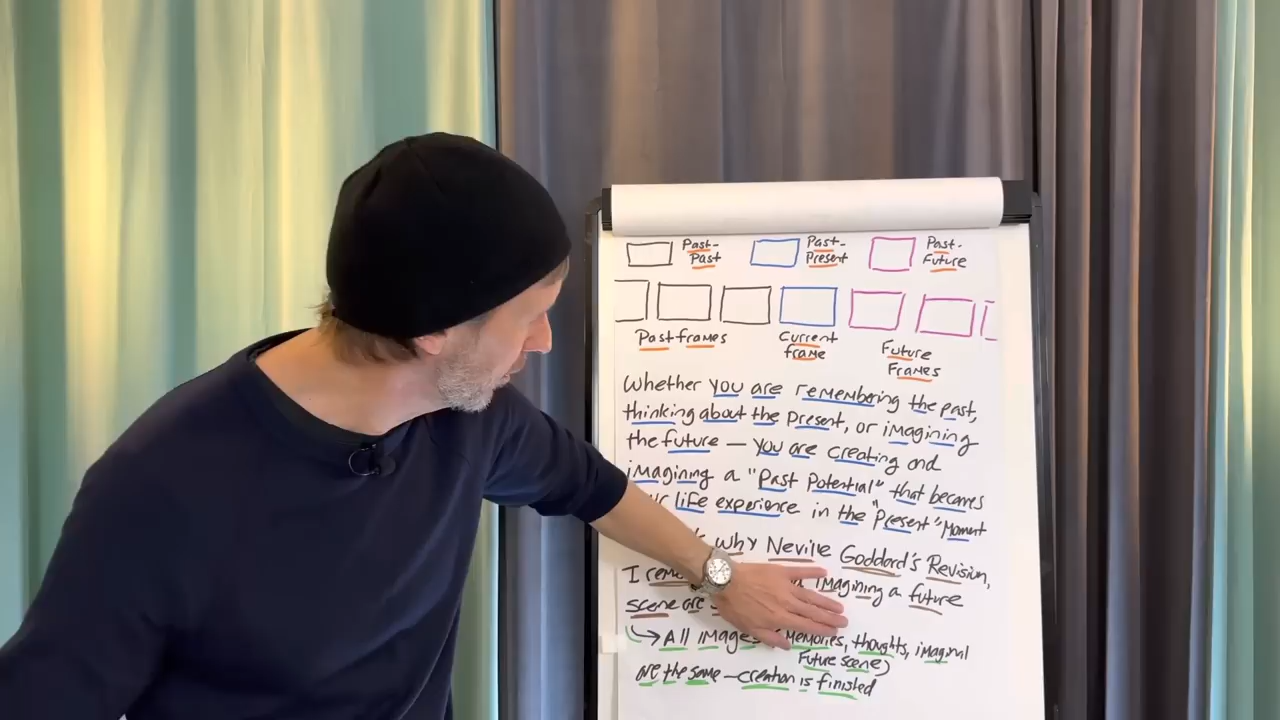 Past-Past
Past-Present
Past-Future
Past frames
Current frame
Future Frames
Whether you are remembering the past,
thinking about the Present, or imagining
the future — you are creating and
imagining a "Past Potential" that becomes
life experience in the "Present" Moment
why Neville Goddard's Revision,
I imagining a future
scene are
→ All images (Memories, thoughts, imaginal
Future scene)
are the same — creation is finished